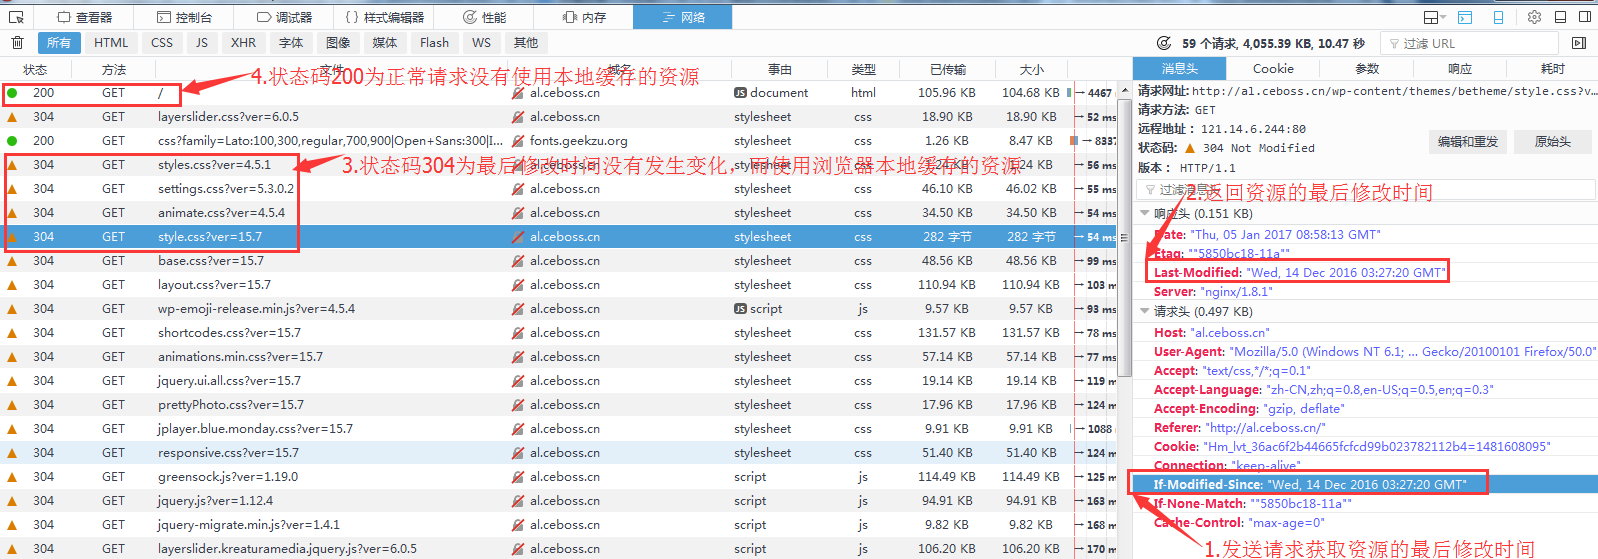 查看器 控制台 调试器 {} 样式编辑器 性能 内存 网络
所有 HTML CSS JS XHR 字体 图像 媒体 Flash WS 其他 59 个请求, 4,055.39 KB, 10.47 秒 过滤 URL
状态 方法 文件 域名 事由 类型 已传输 大小 消息头 Cookie 参数 响应 耗时
4.状态码200为正常请求没有使用本地缓存的资源
200 GET / al.ceboss.cn JS document html 105.96 KB 104.68 KB → 4467
304 GET layerslider.css?ver=6.0.5 al.ceboss.cn stylesheet css 18.90 KB 18.90 KB → 52 ms
200 GET css?family=Lato:100,300,regular,700,900|Open+Sans:300|I... fonts.geekzu.org stylesheet css 1.26 KB 8.47 KB → 8337
304 GET styles.css?ver=4.5.1 al.ceboss.cn stylesheet css .24 KB → 56 ms
3.状态码304为最后修改时间没有发生变化，而使用浏览器本地缓存的资源
304 GET settings.css?ver=5.3.0.2 al.ceboss.cn stylesheet css 46.10 KB 46.02 KB → 55 ms
304 GET animate.css?ver=4.5.4 al.ceboss.cn stylesheet css 34.50 KB 34.50 KB → 54 ms
304 GET style.css?ver=15.7 al.ceboss.cn stylesheet css 282 字节 282 字节 → 54 ms
304 GET base.css?ver=15.7 al.ceboss.cn stylesheet css 48.56 KB 48.56 KB → 99 ms
304 GET layout.css?ver=15.7 al.ceboss.cn stylesheet css 110.94 KB 110.94 KB → 103 m
304 GET wp-emoji-release.min.js?ver=4.5.4 al.ceboss.cn JS script js 9.57 KB 9.57 KB → 93 ms
304 GET shortcodes.css?ver=15.7 al.ceboss.cn stylesheet css 131.57 KB 131.57 KB → 78 ms
304 GET animations.min.css?ver=15.7 al.ceboss.cn stylesheet css 57.14 KB 57.14 KB → 77 ms
304 GET jquery.ui.all.css?ver=15.7 al.ceboss.cn stylesheet css 19.14 KB 19.14 KB → 119 m
304 GET prettyPhoto.css?ver=15.7 al.ceboss.cn stylesheet css 17.96 KB 17.96 KB → 124 m
304 GET jplayer.blue.monday.css?ver=15.7 al.ceboss.cn stylesheet css 9.91 KB 9.91 KB → 1088
304 GET responsive.css?ver=15.7 al.ceboss.cn stylesheet css 51.40 KB 51.40 KB → 124 m
304 GET greensock.js?ver=1.19.0 al.ceboss.cn script js 114.49 KB 114.49 KB → 125 m
304 GET jquery.js?ver=1.12.4 al.ceboss.cn script js 94.91 KB 94.91 KB → 163 m
304 GET jquery-migrate.min.js?ver=1.4.1 al.ceboss.cn script js 9.82 KB 9.82 KB → 168 m
304 GET layerslider.kreaturamedia.jquery.js?ver=6.0.5 al.ceboss.cn script js 106.20 KB 106.20 KB → 170 m
请求网址: http://al.ceboss.cn/wp-content/themes/betheme/style.css?v...
请求方法: GET
远程地址: 121.14.6.244:80
状态码: 304 Not Modified 编辑和重发 原始头
版本: HTTP/1.1
过滤消息头
2.返回资源的最后修改时间
响应头 (0.151 KB)
Date: "Thu, 05 Jan 2017 08:58:13 GMT"
Etag: ""5850bc18-11a""
Last-Modified: "Wed, 14 Dec 2016 03:27:20 GMT"
Server: "nginx/1.8.1"
请求头 (0.497 KB)
Host: "al.ceboss.cn"
User-Agent: "Mozilla/5.0 (Windows NT 6.1; ... Gecko/20100101 Firefox/50.0"
Accept: "text/css,*/*;q=0.1"
Accept-Language: "zh-CN,zh;q=0.8,en-US;q=0.5,en;q=0.3"
Accept-Encoding: "gzip, deflate"
Referer: "http://al.ceboss.cn/"
Cookie: "Hm_lvt_36ac6f2b44665fcfcd99b023782112b4=1481608095"
Connection: "keep-alive"
If-Modified-Since: "Wed, 14 Dec 2016 03:27:20 GMT"
If-None-Match: ""5850bc18-11a""
Cache-Control: "max-age=0"
1.发送请求获取资源的最后修改时间